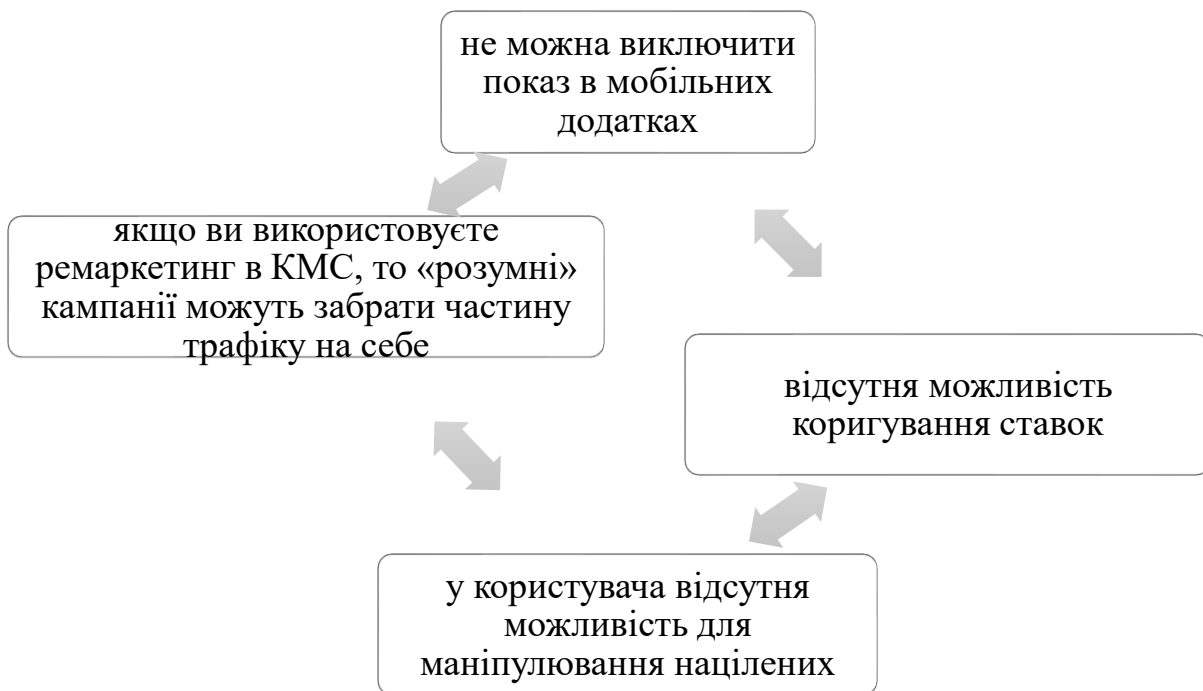 не можна виключити
показ в мобільних
додатках
якщо ви використовуєте
ремаркетинг в КМС, то «розумні»
кампанії можуть забрати частину
трафіку на себе
відсутня можливість
коригування ставок
у користувача відсутня
можливість для
маніпулювання націлених